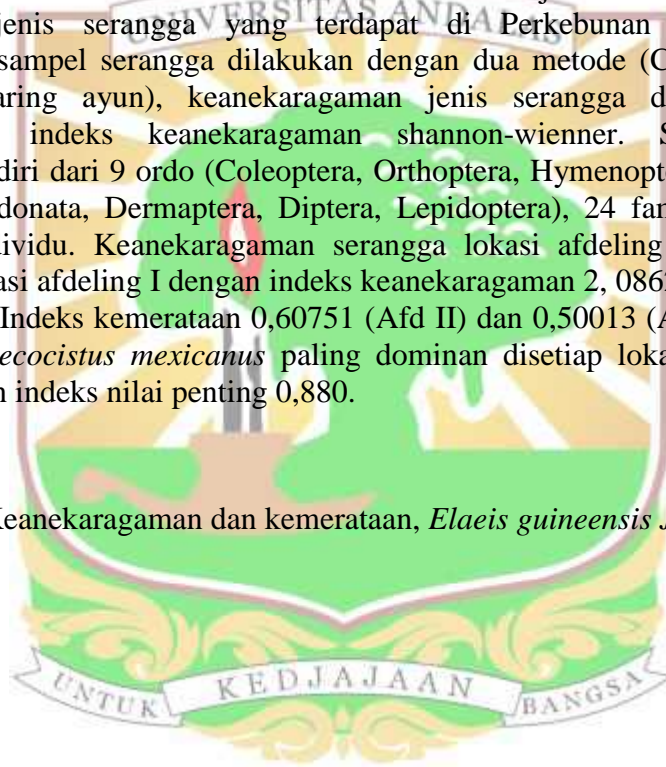 UNIVERSITAS ANDALAS
jenis serangga yang terdapat di Perkebunan
sampel serangga dilakukan dengan dua metode (C
aring ayun), keanekaragaman jenis serangga d
indeks keanekaragaman shannon-wienner. S
diri dari 9 ordo (Coleoptera, Orthoptera, Hymenopt
donata, Dermaptera, Diptera, Lepidoptera), 24 fam
dividu. Keanekaragaman serangga lokasi afdeling
asi afdeling I dengan indeks keanekaragaman 2, 086
Indeks kemerataan 0,60751 (Afd II) dan 0,50013 (A
ecocistus mexicanus paling dominan disetiap loka
n indeks nilai penting 0,880.
Keanekaragaman dan kemerataan, Elaeis guineensis J
UNTUK KEDJAJAAN BANGSA